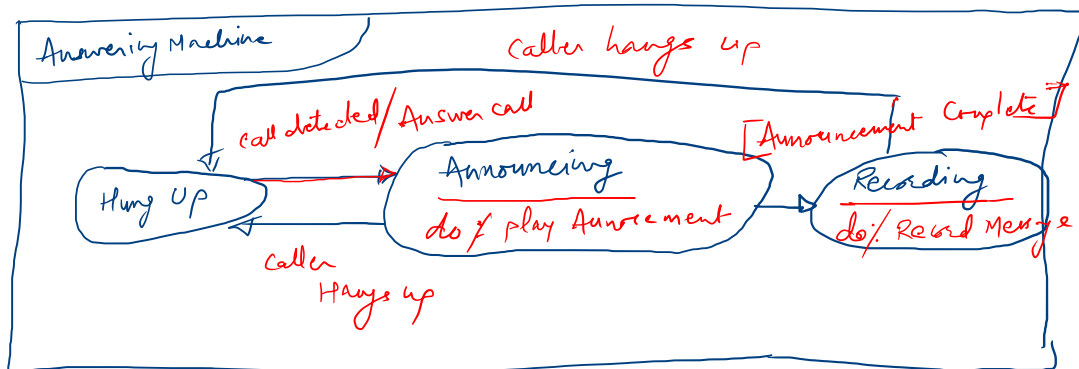 Answering Machine
Caller hangs up
Call detected / Answer call
[Announcement Complete]
Hung Up
Announcing
do / play Announcement
Recording
do / Record Message
Caller
Hangs up